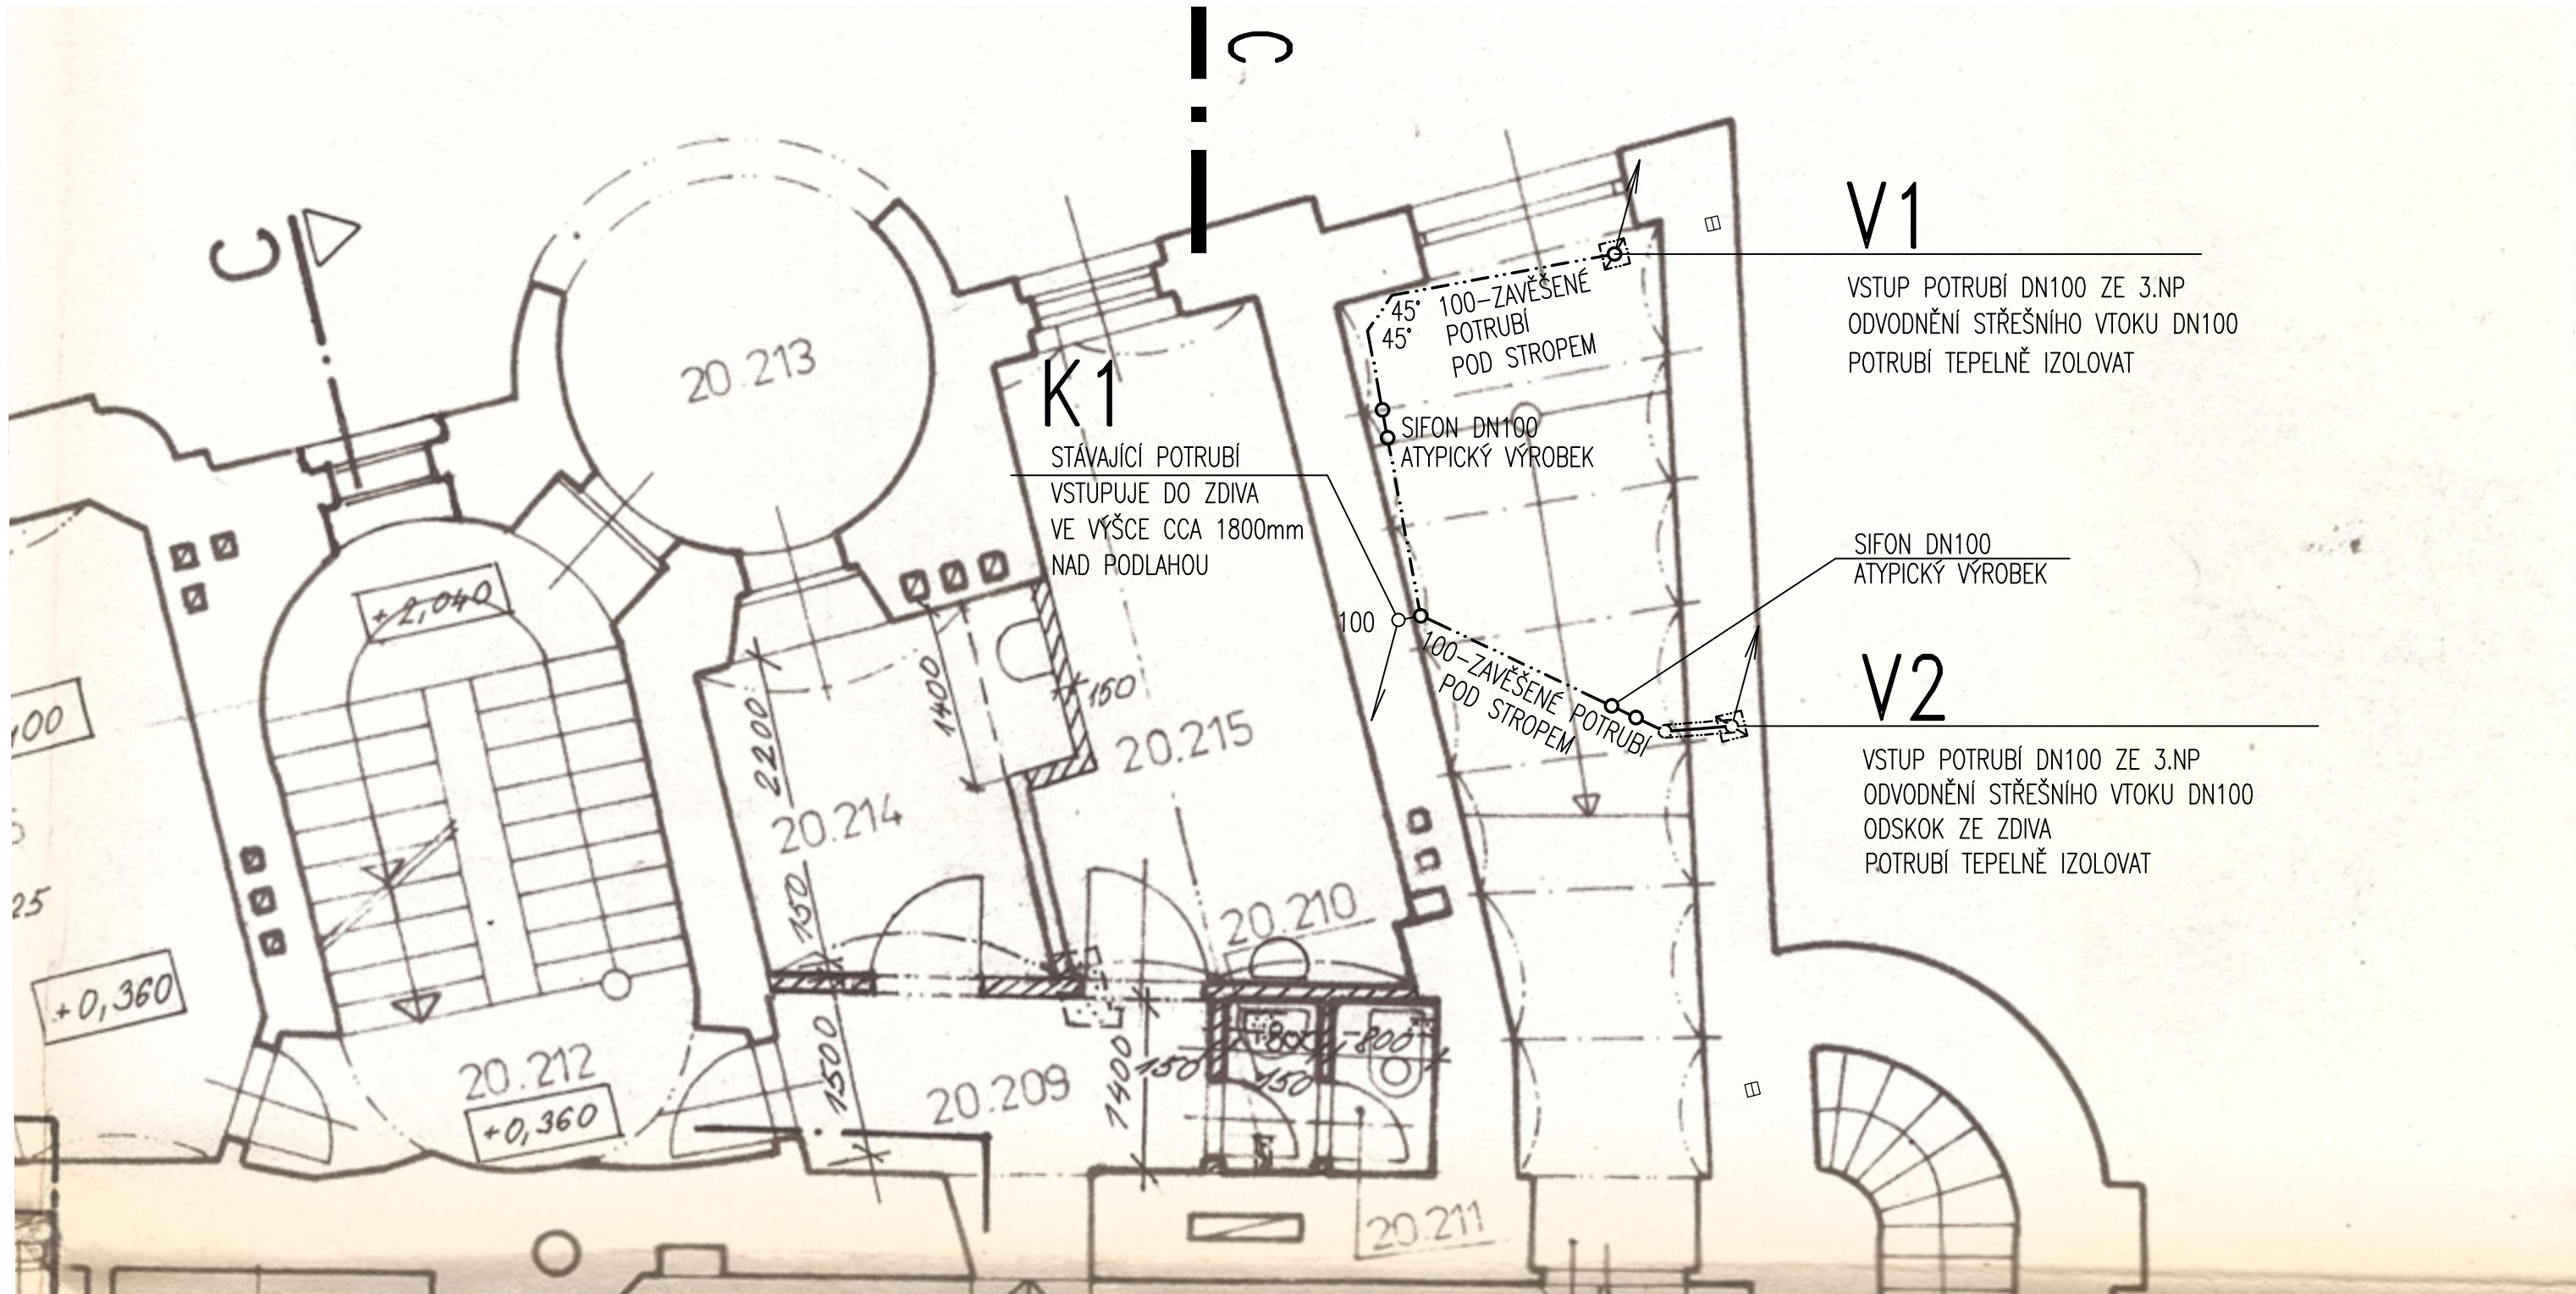 C
C
V1
VSTUP POTRUBÍ DN100 ZE 3.NP
ODVODNĚNÍ STŘEŠNÍHO VTOKU DN100
POTRUBÍ TEPELNĚ IZOLOVAT
45° 100-ZAVĚŠENÉ
45° POTRUBÍ
POD STROPEM
20.213
K1
STÁVAJÍCÍ POTRUBÍ
VSTUPUJE DO ZDIVA
VE VÝŠCE CCA 1800mm
NAD PODLAHOU
SIFON DN100
ATYPICKÝ VÝROBEK
SIFON DN100
ATYPICKÝ VÝROBEK
100
100-ZAVĚŠENÉ POTRUBÍ
POD STROPEM
V2
VSTUP POTRUBÍ DN100 ZE 3.NP
ODVODNĚNÍ STŘEŠNÍHO VTOKU DN100
ODSKOK ZE ZDIVA
POTRUBÍ TEPELNĚ IZOLOVAT
+2,040
2200
1400
150
20.215
20.214
150
20.210
25
+0,360
20.212
+0,360
1500
20.209
1400
150
800
150
800
20.211